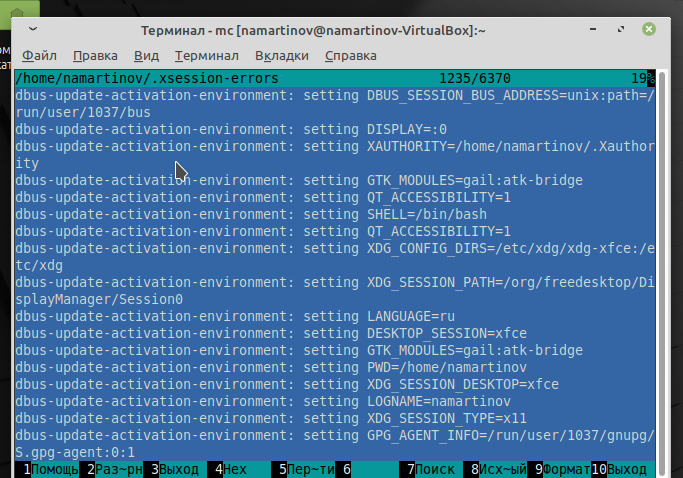 Терминал - mc [namartinov@namartinov-VirtualBox]:~
Файл Правка Вид Терминал Вкладки Справка
/home/namartinov/.xsession-errors 1235/6370 19%
dbus-update-activation-environment: setting DBUS_SESSION_BUS_ADDRESS=unix:path=/
run/user/1037/bus
dbus-update-activation-environment: setting DISPLAY=:0
dbus-update-activation-environment: setting XAUTHORITY=/home/namartinov/.Xauthor
ity
dbus-update-activation-environment: setting GTK_MODULES=gail:atk-bridge
dbus-update-activation-environment: setting QT_ACCESSIBILITY=1
dbus-update-activation-environment: setting SHELL=/bin/bash
dbus-update-activation-environment: setting QT_ACCESSIBILITY=1
dbus-update-activation-environment: setting XDG_CONFIG_DIRS=/etc/xdg/xdg-xfce:/e
tc/xdg
dbus-update-activation-environment: setting XDG_SESSION_PATH=/org/freedesktop/Di
splayManager/Session0
dbus-update-activation-environment: setting LANGUAGE=ru
dbus-update-activation-environment: setting DESKTOP_SESSION=xfce
dbus-update-activation-environment: setting GTK_MODULES=gail:atk-bridge
dbus-update-activation-environment: setting PWD=/home/namartinov
dbus-update-activation-environment: setting XDG_SESSION_DESKTOP=xfce
dbus-update-activation-environment: setting LOGNAME=namartinov
dbus-update-activation-environment: setting XDG_SESSION_TYPE=x11
dbus-update-activation-environment: setting GPG_AGENT_INFO=/run/user/1037/gnupg/
S.gpg-agent:0:1
1Помощь 2Раз~рн 3Выход 4Hex 5Пер~ти 6 7Поиск 8Исх~ый 9Формат 10Выход